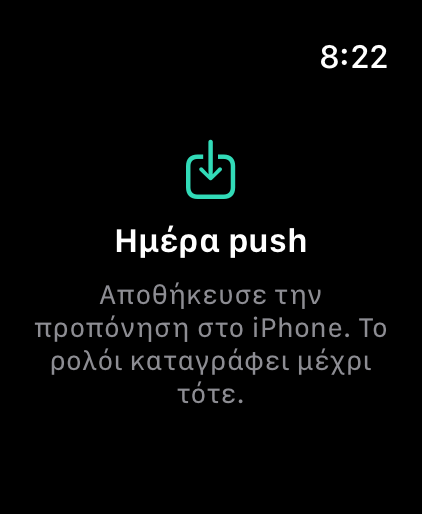 8:22
Ημέρα push
Αποθήκευσε την
προπόνηση στο iPhone. Το
ρολόι καταγράφει μέχρι
τότε.